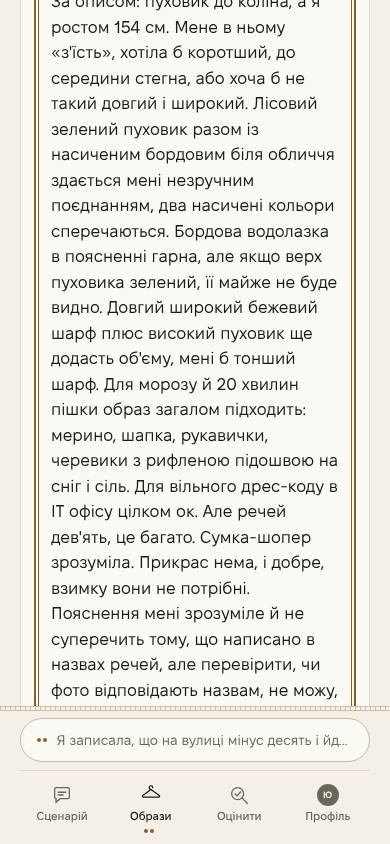 За описом: пуховик до коліна, а я
ростом 154 см. Мене в ньому
«з'їсть», хотіла б коротший, до
середини стегна, або хоча б не
такий довгий і широкий. Лісовий
зелений пуховик разом із
насиченим бордовим біля обличчя
здається мені незручним
поєднанням, два насичені кольори
сперечаються. Бордова водолазка
в поясненні гарна, але якщо верх
пуховика зелений, її майже не буде
видно. Довгий широкий бежевий
шарф плюс високий пуховик ще
додасть об'єму, мені б тонший
шарф. Для морозу й 20 хвилин
пішки образ загалом підходить:
мерино, шапка, рукавички,
черевики з рифленою підошвою на
сніг і сіль. Для вільного дрес-коду в
IT офісу цілком ок. Але речей
дев'ять, це багато. Сумка-шопер
зрозуміла. Прикрас нема, і добре,
взимку вони не потрібні.
Пояснення мені зрозуміле й не
суперечить тому, що написано в
назвах речей, але перевірити, чи
фото відповідають назвам, не можу,
Я записала, що на вулиці мінус десять і йд...
Сценарій
Образи
Оцінити
Ю
Профіль